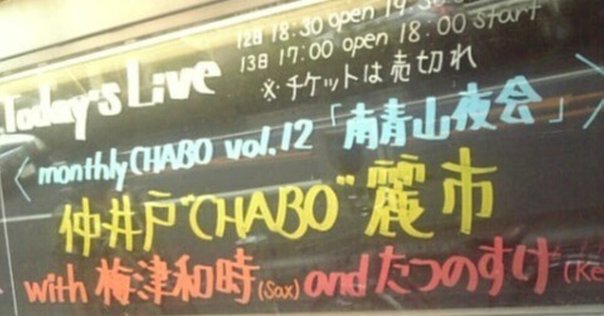 12日 18:30 open 19:30 start
Today's Live
13日 17:00 open 18:00 start
※チケットは売切れ
monthly CHABO vol.12 「南青山夜会」
仲井戸"CHABO"麗市
with 梅津和時(Sax) and たつのすけ(Ke